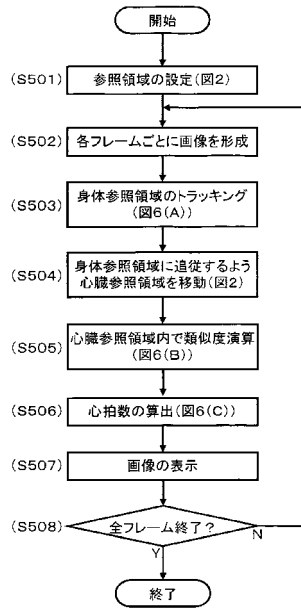 開始
(S501) 参照領域の設定(図2)
(S502) 各フレームごとに画像を形成
(S503) 身体参照領域のトラッキング
(図6(A))
(S504) 身体参照領域に追従するよう
心臓参照領域を移動(図2)
(S505) 心臓参照領域内で類似度演算
(図6(B))
(S506) 心拍数の算出(図6(C))
(S507) 画像の表示
(S508) 全フレーム終了? N
Y
終了